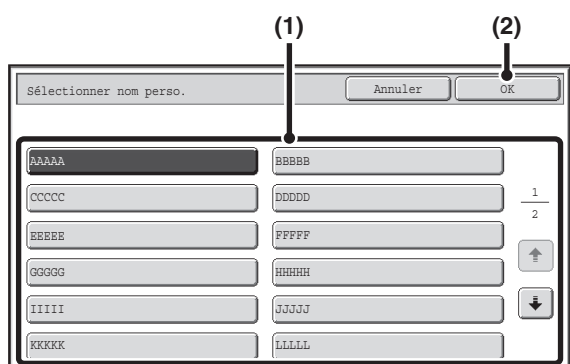 (1) (2)
Sélectionner nom perso. Annuler OK
AAAAA BBBBB
CCCCC DDDDD
1
2
EEEEE FFFFF
GGGGG HHHHH
IIIII JJJJJ
KKKKK LLLLL